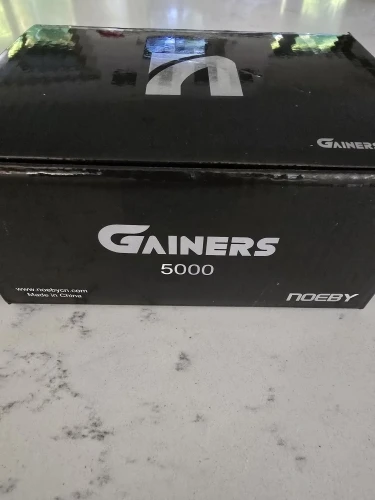 GAINERS
GAINERS
5000
www.noebycn.com
Made in China
NOEBY